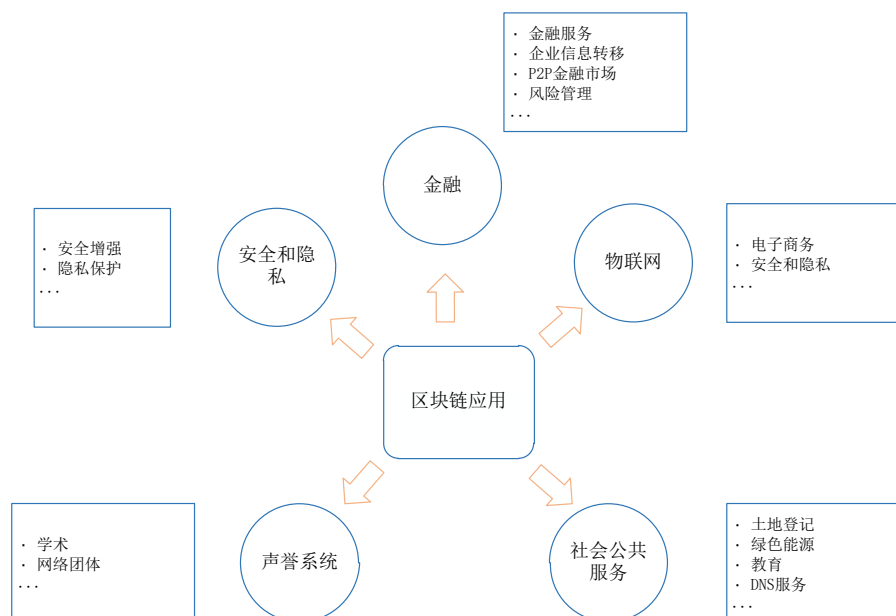 · 金融服务
· 企业信息转移
· P2P金融市场
· 风险管理
...
金融
· 安全增强
· 隐私保护
...
安全和隐
私
物联网
· 电子商务
· 安全和隐私
...
区块链应用
· 学术
· 网络团体
...
声誉系统
社会公共
服务
· 土地登记
· 绿色能源
· 教育
· DNS服务
...